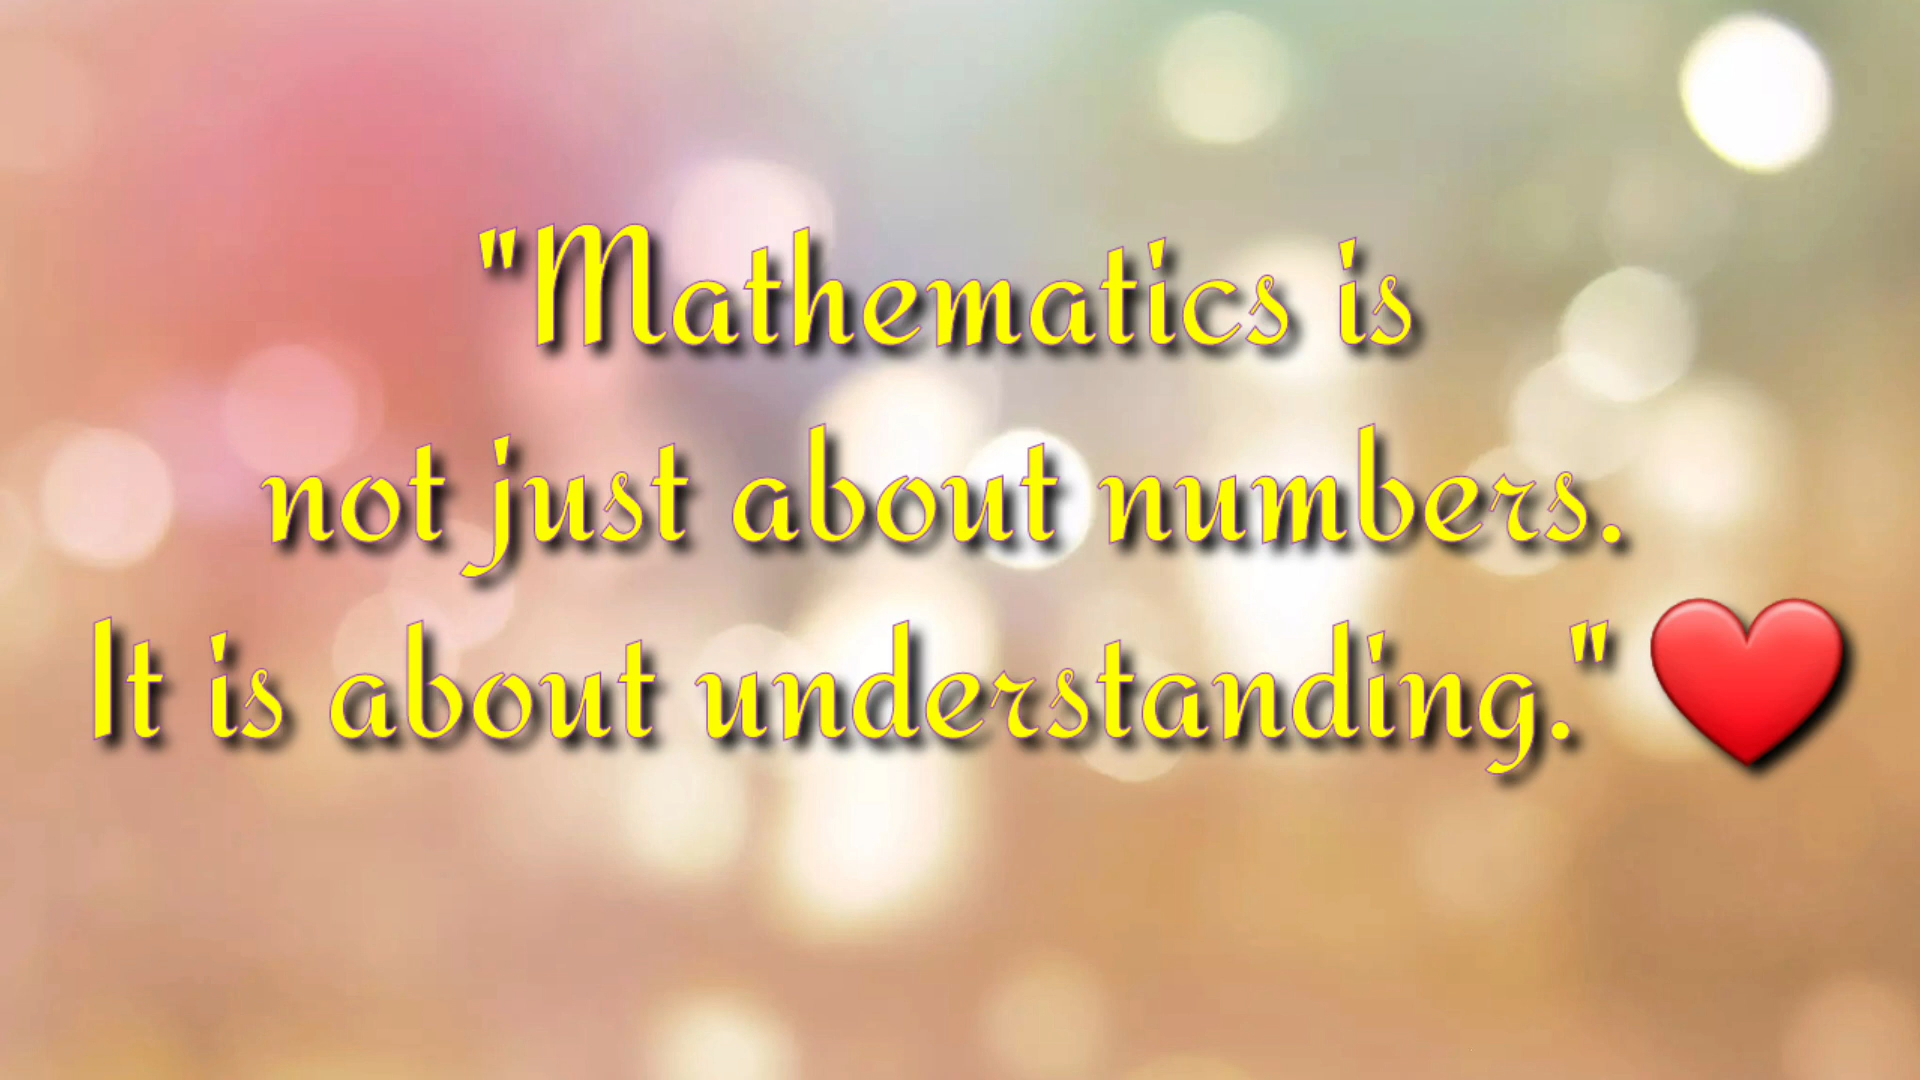 "Mathematics is
not just about numbers.
It is about understanding." ❤️